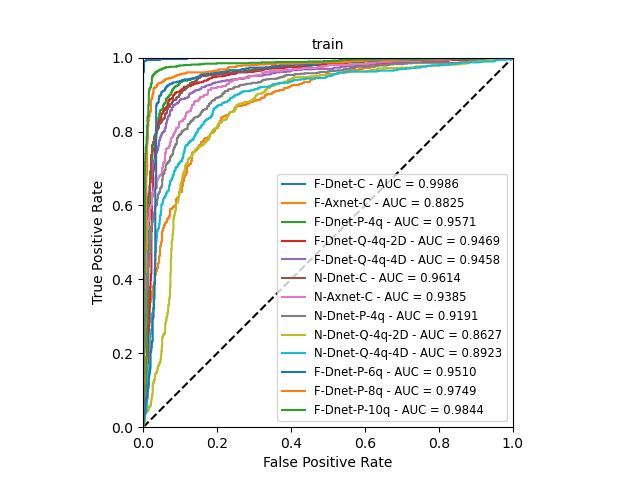 train
1.0
0.8
0.6
0.4
0.2
0.0
True Positive Rate
F-Dnet-C - AUC = 0.9986
F-Axnet-C - AUC = 0.8825
F-Dnet-P-4q - AUC = 0.9571
F-Dnet-Q-4q-2D - AUC = 0.9469
F-Dnet-Q-4q-4D - AUC = 0.9458
N-Dnet-C - AUC = 0.9614
N-Axnet-C - AUC = 0.9385
N-Dnet-P-4q - AUC = 0.9191
N-Dnet-Q-4q-2D - AUC = 0.8627
N-Dnet-Q-4q-4D - AUC = 0.8923
F-Dnet-P-6q - AUC = 0.9510
F-Dnet-P-8q - AUC = 0.9749
F-Dnet-P-10q - AUC = 0.9844
0.0 0.2 0.4 0.6 0.8 1.0
False Positive Rate